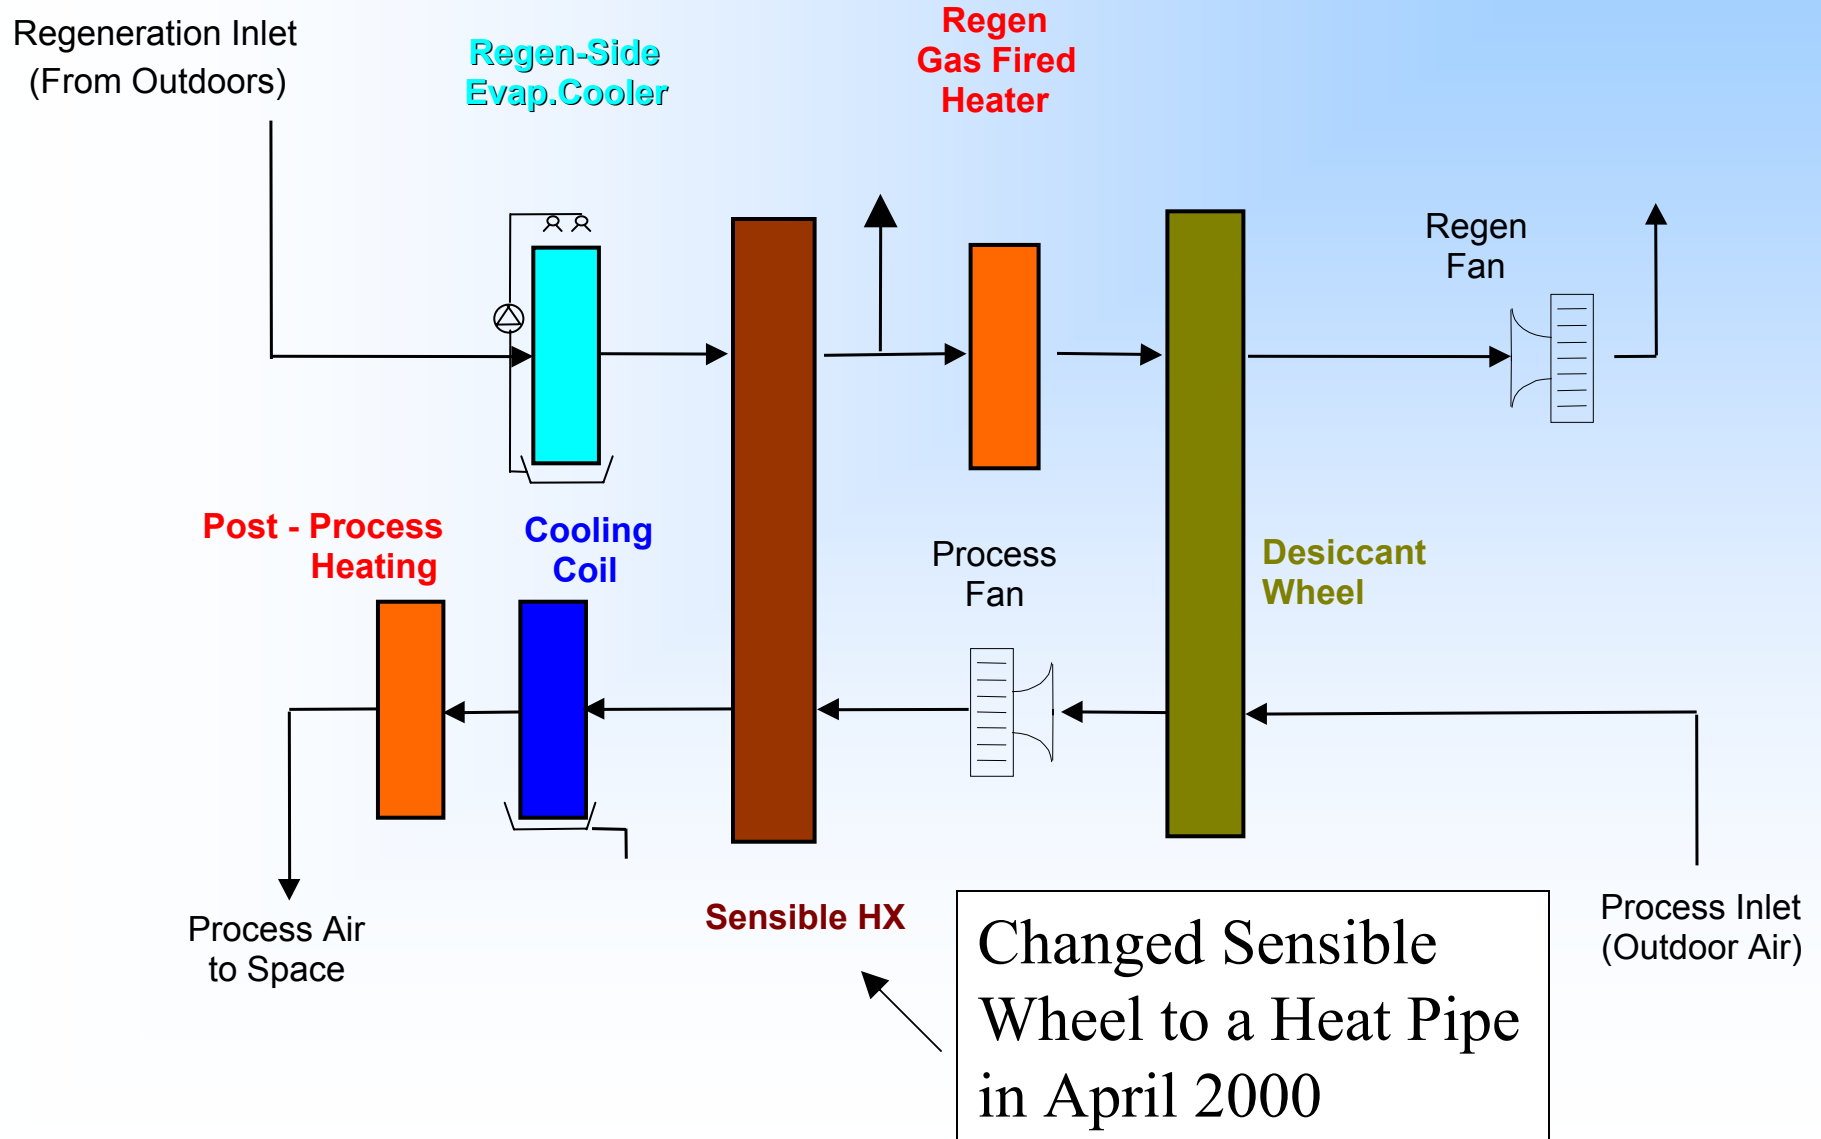 Regeneration Inlet
(From Outdoors)
Regen-Side
Evap.Cooler
Regen
Gas Fired
Heater
Regen
Fan
Post - Process
Heating
Cooling
Coil
Process
Fan
Desiccant
Wheel
Process Air
to Space
Sensible HX
Changed Sensible
Wheel to a Heat Pipe
in April 2000
Process Inlet
(Outdoor Air)